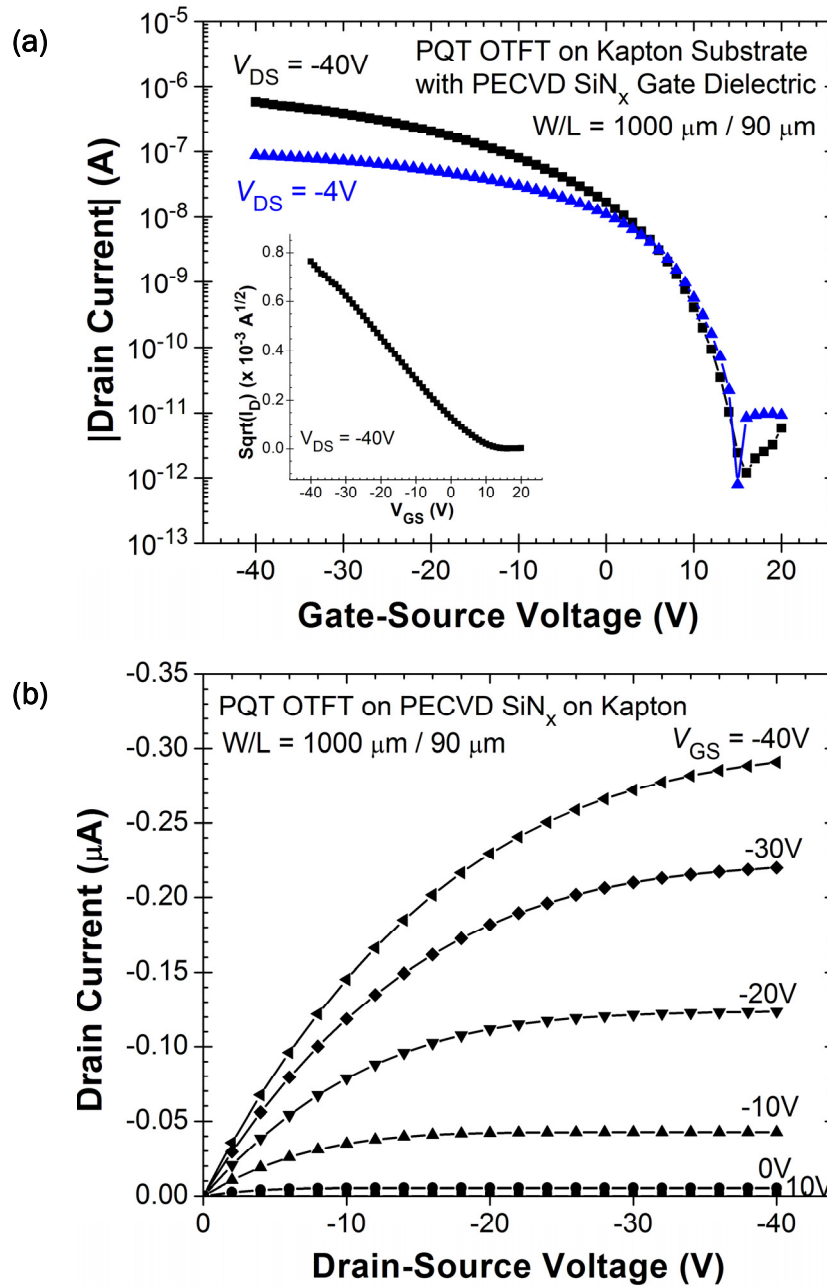 (a)
10⁻⁵
10⁻⁶
10⁻⁷
10⁻⁸
10⁻⁹
10⁻¹⁰
10⁻¹¹
10⁻¹²
10⁻¹³
|Drain Current| (A)
V_DS = -40V
PQT OTFT on Kapton Substrate
with PECVD SiN_x Gate Dielectric
W/L = 1000 μm / 90 μm
V_DS = -4V
0.8
0.6
0.4
0.2
0.0
Sqrt(I_D) (x 10⁻³ A^1/2)
V_DS = -40V
-40 -30 -20 -10 0 10 20
V_GS (V)
-40 -30 -20 -10 0 10 20
Gate-Source Voltage (V)
(b)
-0.35
-0.30
-0.25
-0.20
-0.15
-0.10
-0.05
0.00
Drain Current (μA)
PQT OTFT on PECVD SiN_x on Kapton
W/L = 1000 μm / 90 μm
V_GS = -40V
-30V
-20V
-10V
0V
10V
0 -10 -20 -30 -40
Drain-Source Voltage (V)